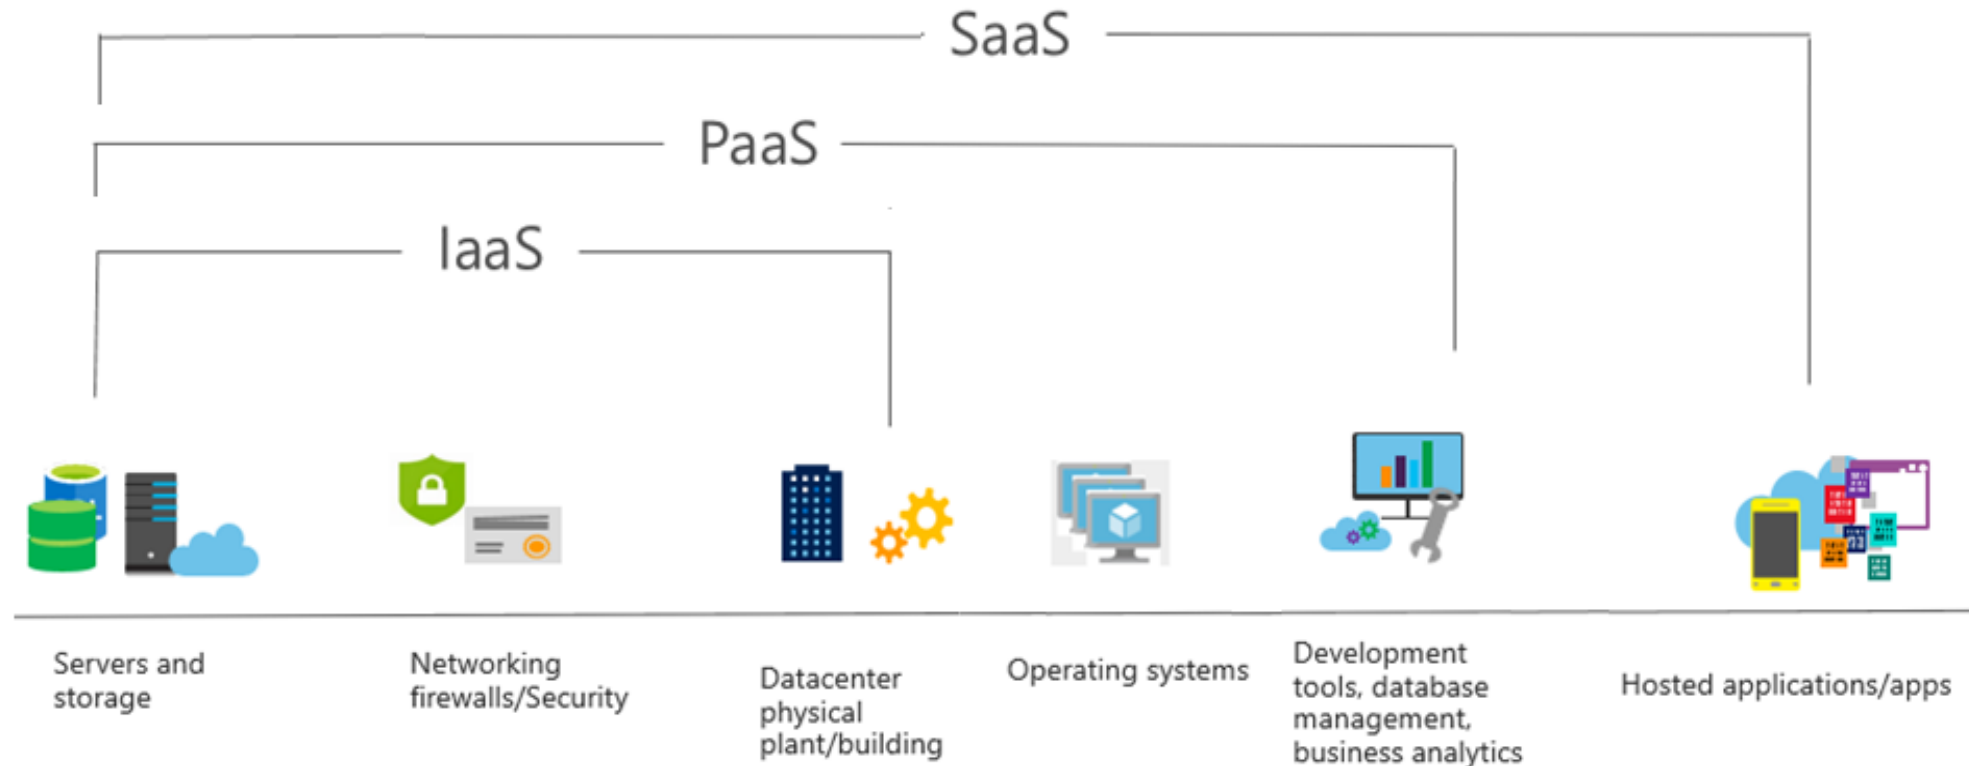 SaaS
PaaS
IaaS
Servers and
storage
Networking
firewalls/Security
Datacenter
physical
plant/building
Operating systems
Development
tools, database
management,
business analytics
Hosted applications/apps